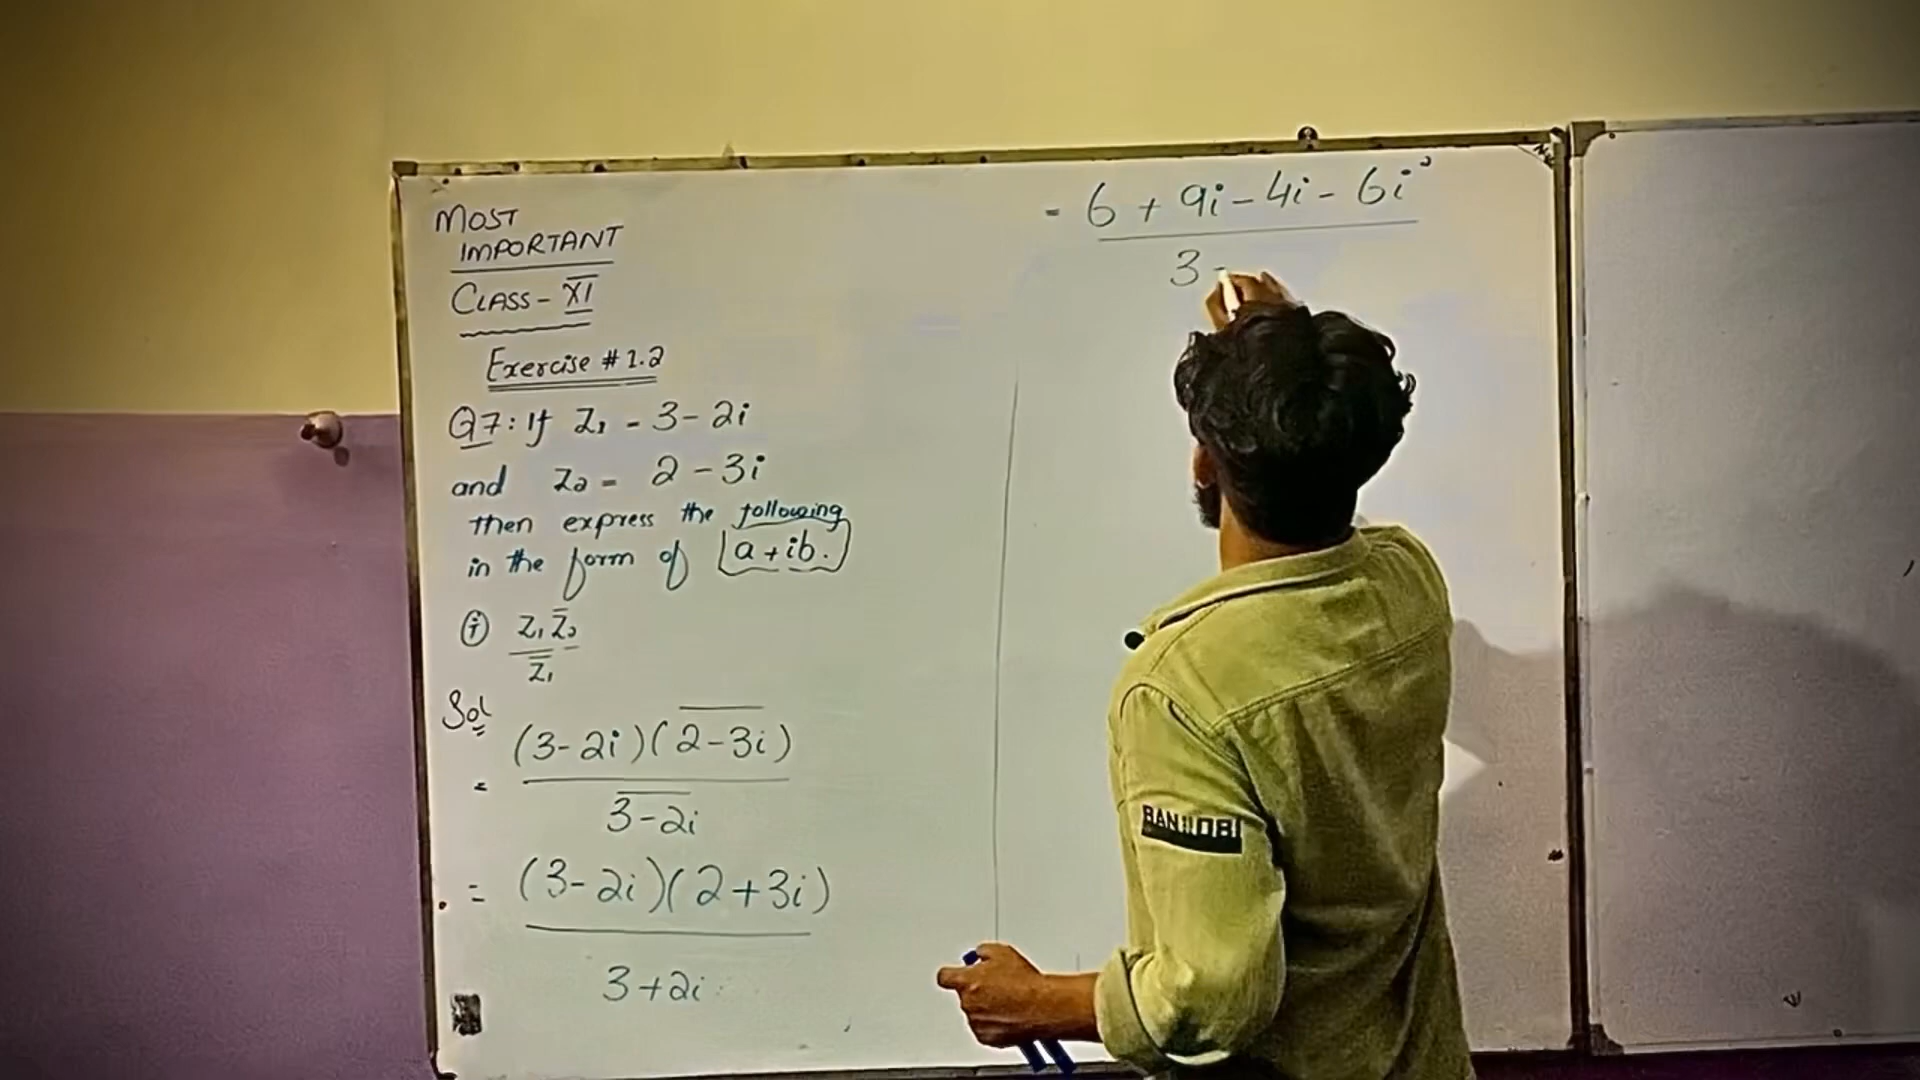 MOST
IMPORTANT
CLASS - XI
Exercise # 1.2
Q7: If Z₁ = 3 - 2i
and Z₂ = 2 - 3i
then express the following
in the form of a + ib.
(i) Z₁ Z̅₂
Z̅₁
Sol
= (3 - 2i)(2 - 3i)
3 - 2i
= (3 - 2i)(2 + 3i)
3 + 2i
= 6 + 9i - 4i - 6i²
3